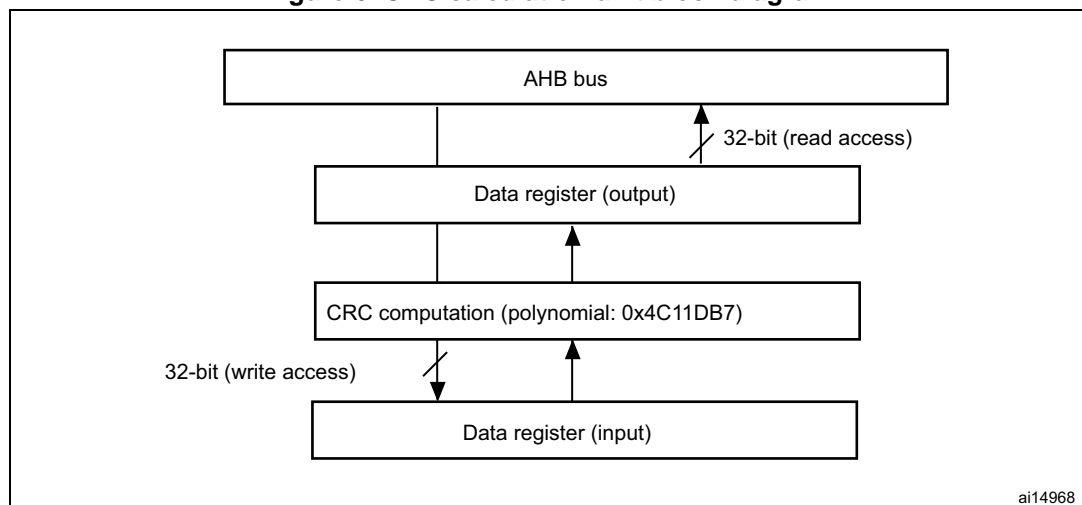 AHB bus
32-bit (read access)
Data register (output)
CRC computation (polynomial: 0x4C11DB7)
32-bit (write access)
Data register (input)
ai14968